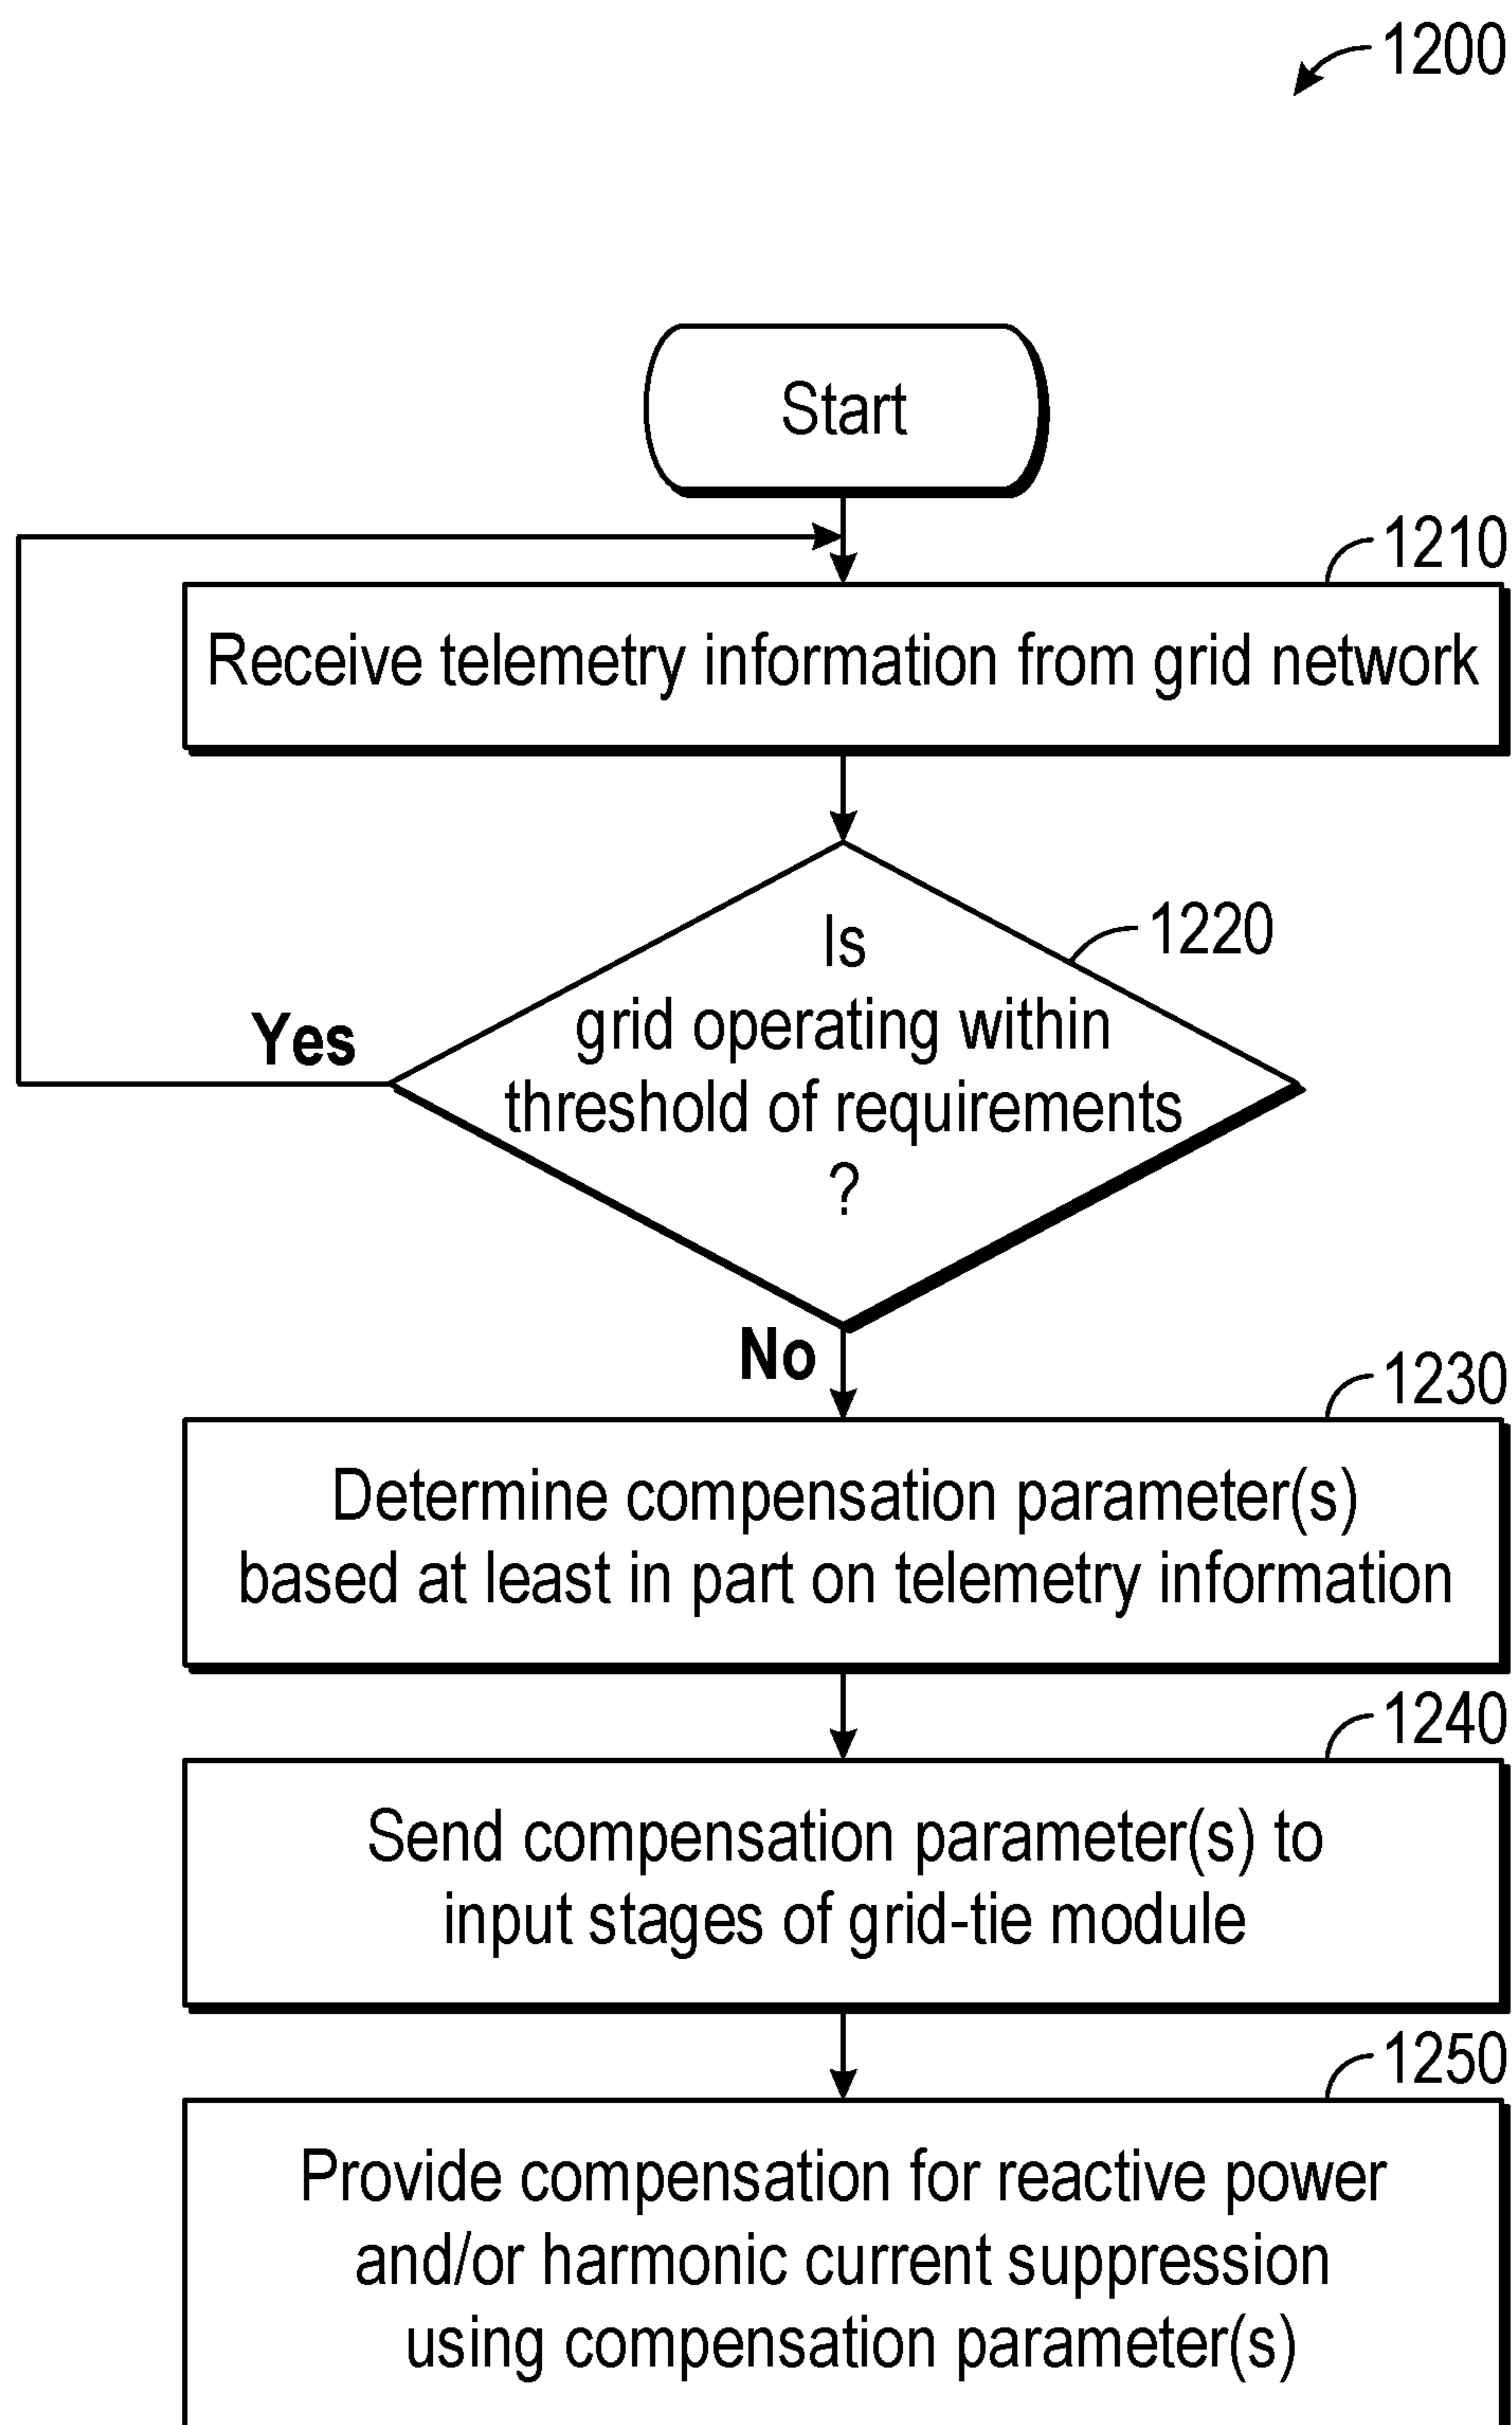 1200
Start
1210
Receive telemetry information from grid network
1220
Is
grid operating within
threshold of requirements
?
Yes
No
1230
Determine compensation parameter(s)
based at least in part on telemetry information
1240
Send compensation parameter(s) to
input stages of grid-tie module
1250
Provide compensation for reactive power
and/or harmonic current suppression
using compensation parameter(s)